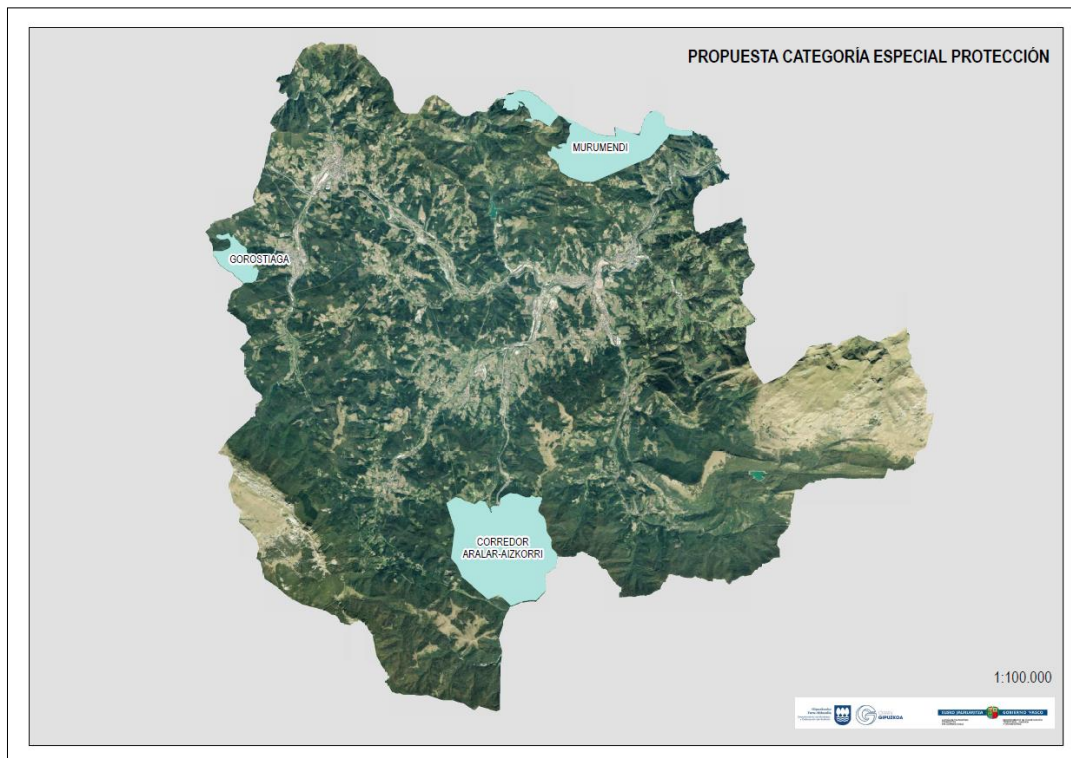 PROPUESTA CATEGORÍA ESPECIAL PROTECCIÓN
MURUMENDI
GOROSTIAGA
CORREDOR
ARALAR-AIZKORRI
1:100.000
GIPUZKOA
EUSKO JAURLARITZA
GOBIERNO VASCO